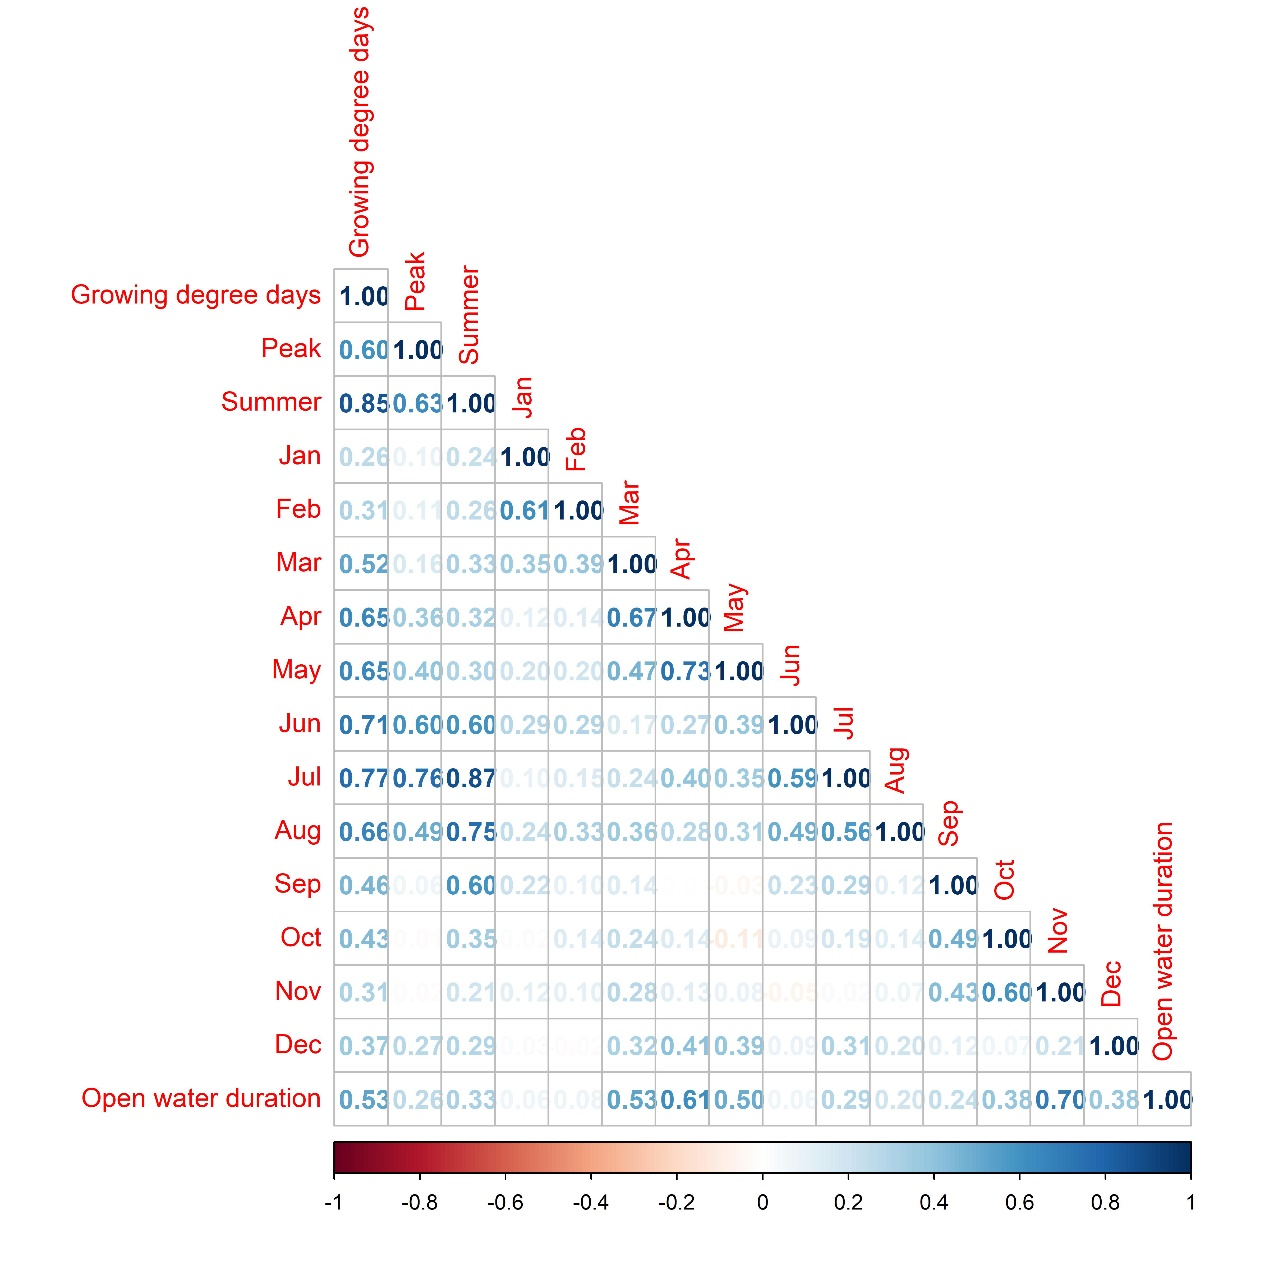 Growing degree days
Peak
Summer
Jan
Feb
Mar
Apr
May
Jun
Jul
Aug
Sep
Oct
Nov
Dec
Open water duration
Growing degree days 1.00
Peak 0.60 1.00
Summer 0.85 0.63 1.00
Jan 0.26 0.10 0.24 1.00
Feb 0.31 0.11 0.26 0.61 1.00
Mar 0.52 0.16 0.33 0.35 0.39 1.00
Apr 0.65 0.36 0.32 0.12 0.14 0.67 1.00
May 0.65 0.40 0.30 0.20 0.20 0.47 0.73 1.00
Jun 0.71 0.60 0.60 0.29 0.29 0.17 0.27 0.39 1.00
Jul 0.77 0.76 0.87 0.10 0.15 0.24 0.40 0.35 0.59 1.00
Aug 0.66 0.49 0.75 0.24 0.33 0.36 0.28 0.31 0.49 0.56 1.00
Sep 0.46 0.06 0.60 0.22 0.10 0.14 -0.03 0.23 0.29 0.12 1.00
Oct 0.43 0.35 0.14 0.24 0.14 -0.11 0.09 0.19 0.14 0.49 1.00
Nov 0.31 0.21 0.12 0.10 0.28 0.13 0.08 -0.05 0.02 0.07 0.43 0.60 1.00
Dec 0.37 0.27 0.29 0.32 0.41 0.39 0.09 0.31 0.20 0.12 0.07 0.21 1.00
Open water duration 0.53 0.26 0.33 0.06 0.08 0.53 0.61 0.50 0.06 0.29 0.20 0.24 0.38 0.70 0.38 1.00
-1 -0.8 -0.6 -0.4 -0.2 0 0.2 0.4 0.6 0.8 1